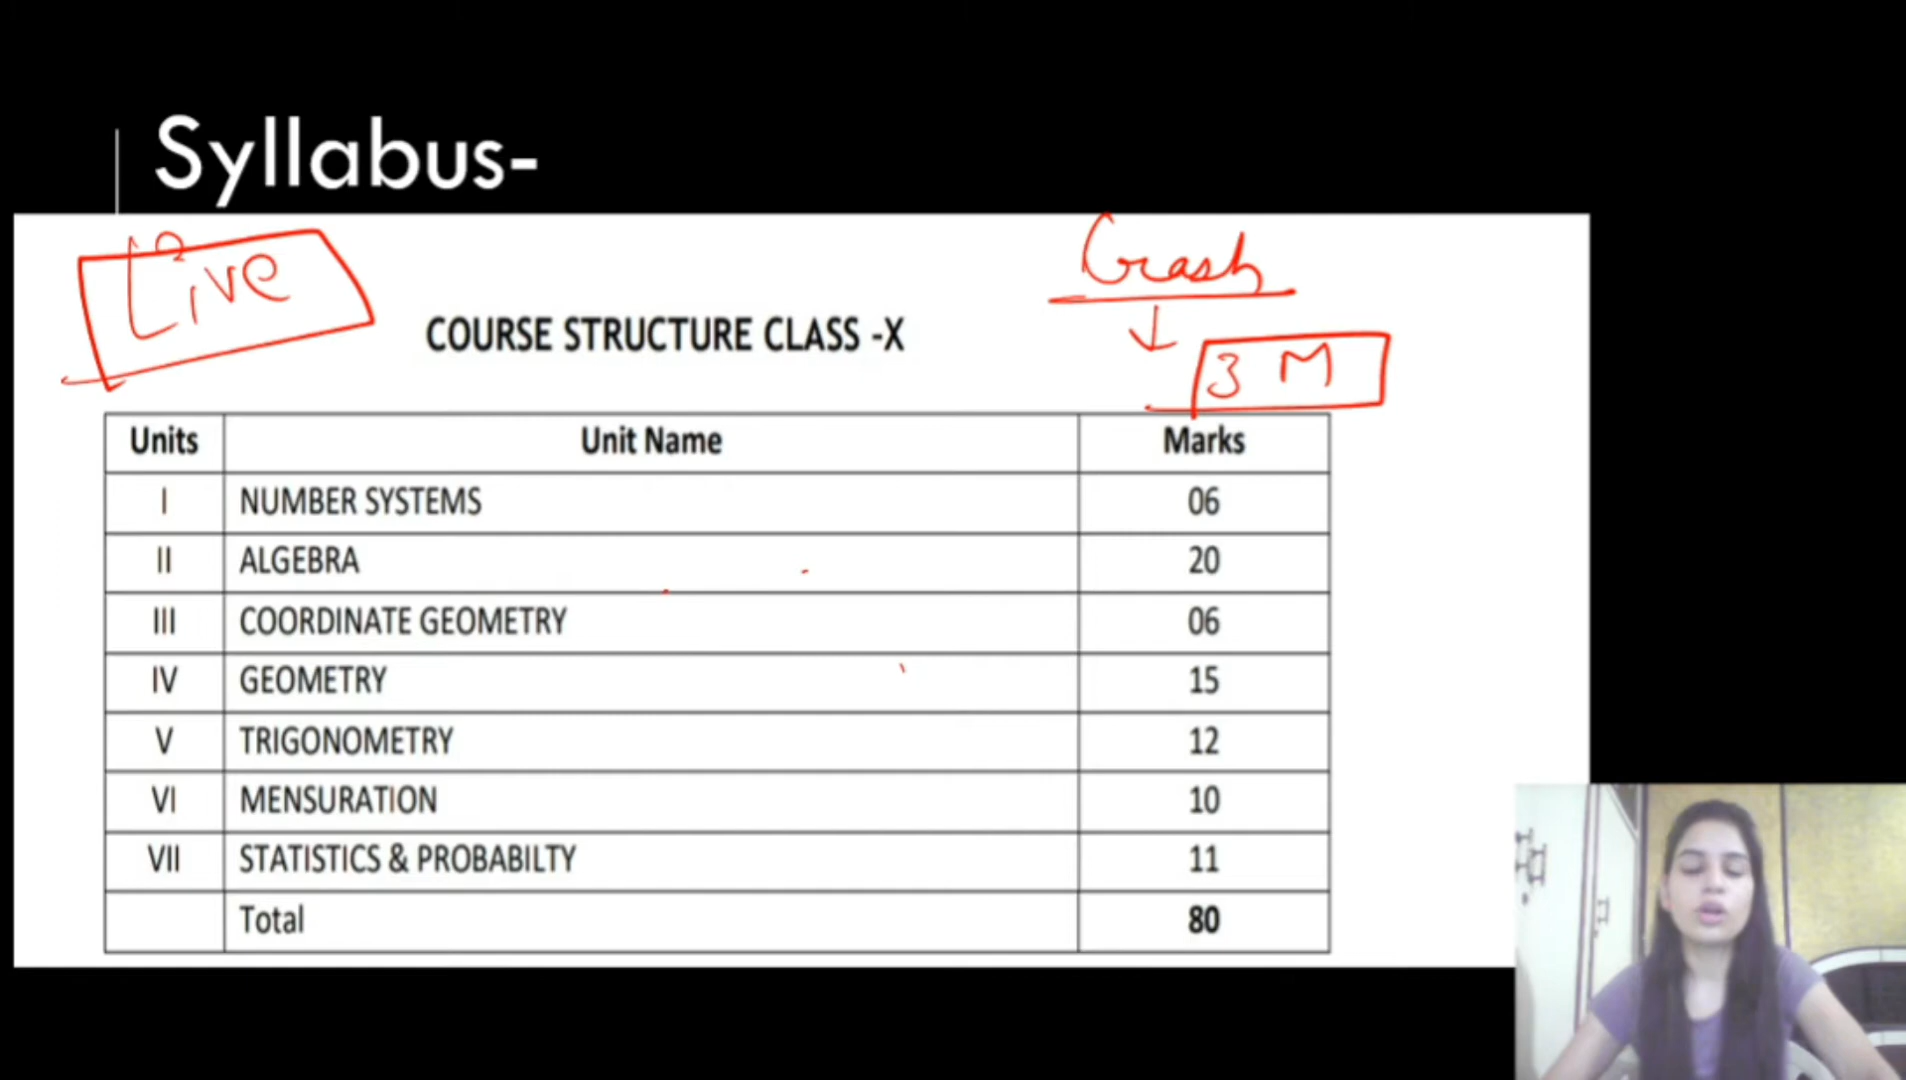 Syllabus-
Live
Crash
3 M
COURSE STRUCTURE CLASS -X
Units Unit Name Marks
I NUMBER SYSTEMS 06
II ALGEBRA 20
III COORDINATE GEOMETRY 06
IV GEOMETRY 15
V TRIGONOMETRY 12
VI MENSURATION 10
VII STATISTICS & PROBABILTY 11
Total 80